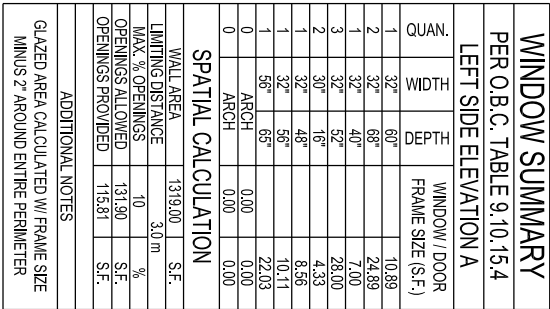 WINDOW SUMMARY
PER O.B.C. TABLE 9.10.15.4
LEFT SIDE ELEVATION A
QUAN. WIDTH DEPTH WINDOW / DOOR
FRAME SIZE (S.F.)
1 32" 60" 10.89
2 32" 68" 24.89
1 32" 40" 7.00
3 32" 52" 28.00
2 30" 16" 4.33
1 32" 48" 8.56
1 32" 56" 10.11
1 56" 65" 22.03
0 ARCH 0.00 0.00
0 ARCH 0.00 0.00
SPATIAL CALCULATION
WALL AREA 1319.00 S.F.
LIMITING DISTANCE 3.0 m
MAX. % OPENINGS 10 %
OPENINGS ALLOWED 131.90 S.F.
OPENINGS PROVIDED 115.81 S.F.
ADDITIONAL NOTES
GLAZED AREA CALCULATED W/ FRAME SIZE
MINUS 2" AROUND ENTIRE PERIMETER